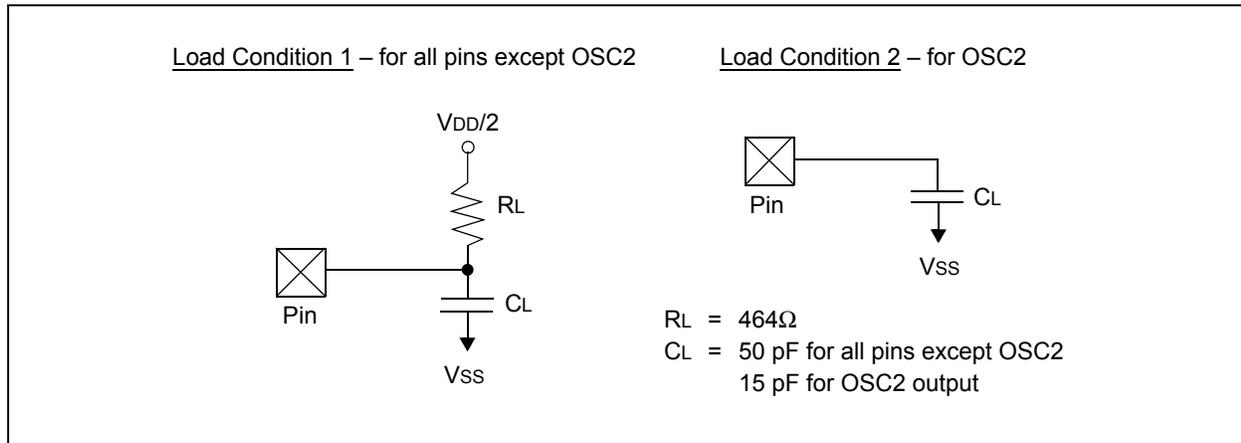 Load Condition 1 – for all pins except OSC2
Load Condition 2 – for OSC2
VDD/2
RL
Pin
CL
VSS
Pin
CL
VSS
RL = 464Ω
CL = 50 pF for all pins except OSC2
15 pF for OSC2 output